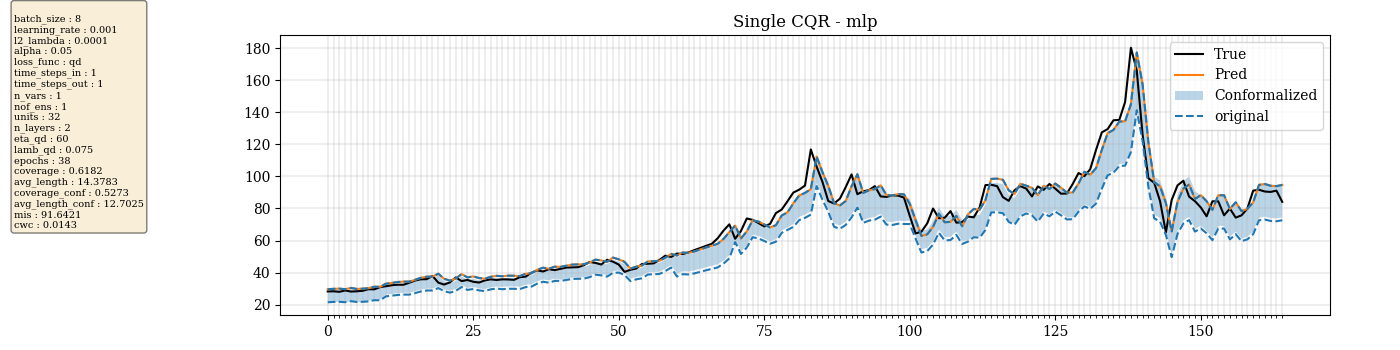 batch_size : 8
learning_rate : 0.001
l2_lambda : 0.0001
alpha : 0.05
loss_func : qd
time_steps_in : 1
time_steps_out : 1
n_vars : 1
nof_ens : 1
units : 32
n_layers : 2
eta_qd : 60
lamb_qd : 0.075
epochs : 38
coverage : 0.6182
avg_length : 14.3783
coverage_conf : 0.5273
avg_length_conf : 12.7025
mis : 91.6421
cwc : 0.0143
Single CQR - mlp
180
160
140
120
100
80
60
40
20
True
Pred
Conformalized
original
0 25 50 75 100 125 150